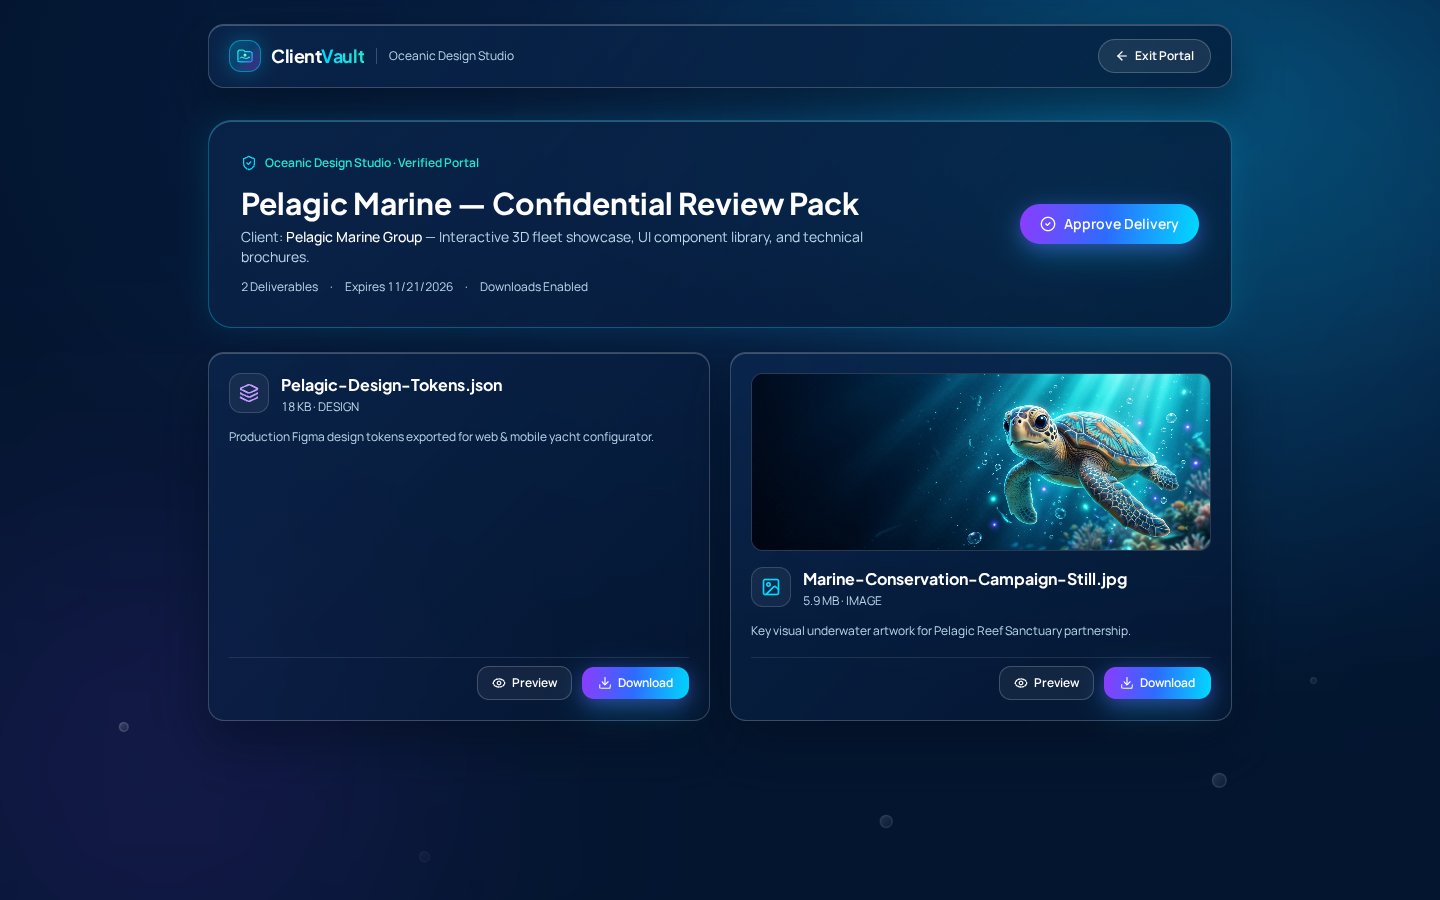 ClientVault
Oceanic Design Studio
Exit Portal
Oceanic Design Studio · Verified Portal
Pelagic Marine — Confidential Review Pack
Client: Pelagic Marine Group — Interactive 3D fleet showcase, UI component library, and technical
brochures.
2 Deliverables · Expires 11/21/2026 · Downloads Enabled
Approve Delivery
Pelagic-Design-Tokens.json
18 KB · DESIGN
Production Figma design tokens exported for web & mobile yacht configurator.
Preview
Download
Marine-Conservation-Campaign-Still.jpg
5.9 MB · IMAGE
Key visual underwater artwork for Pelagic Reef Sanctuary partnership.
Preview
Download